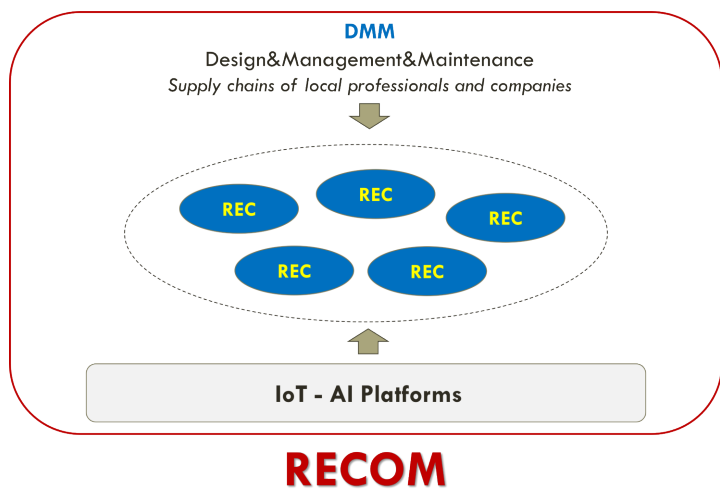 DMM
Design&Management&Maintenance
Supply chains of local professionals and companies
REC
REC
REC
REC
REC
IoT - AI Platforms
RECOM